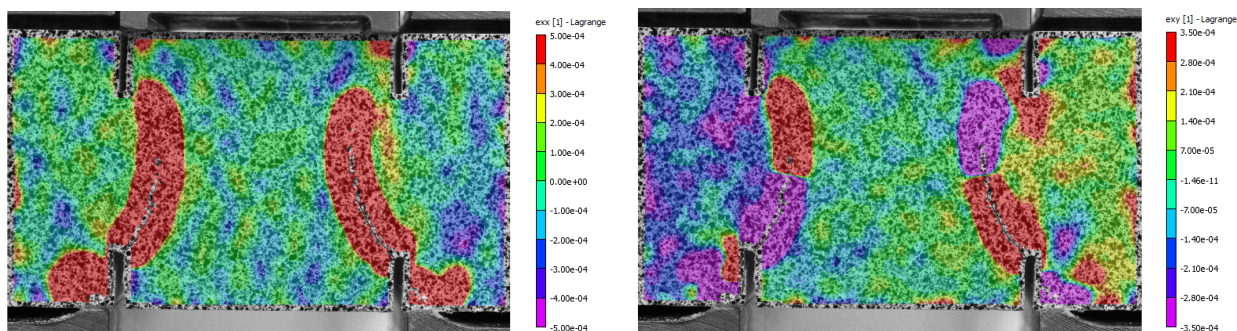 exx [1] - Lagrange
5.00e-04
4.00e-04
3.00e-04
2.00e-04
1.00e-04
0.00e+00
-1.00e-04
-2.00e-04
-3.00e-04
-4.00e-04
-5.00e-04
exy [1] - Lagrange
3.50e-04
2.80e-04
2.10e-04
1.40e-04
7.00e-05
-1.46e-11
-7.00e-05
-1.40e-04
-2.10e-04
-2.80e-04
-3.50e-04